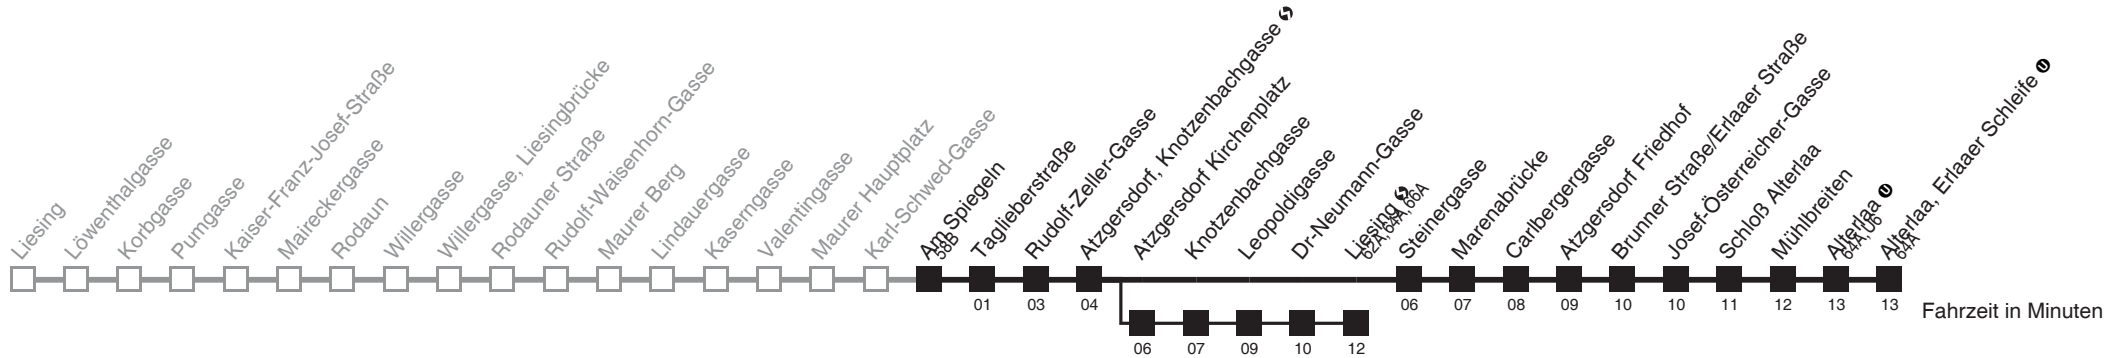 Liesing
Löwenthalgasse
Korbgasse
Purngasse
Kaiser-Franz-Josef-Straße
Maireckergasse
Rodaun
Willergasse
Willergasse, Liesingbrücke
Rodauner Straße
Rudolf-Waisenhorn-Gasse
Maurer Berg
Lindauergasse
Kaserngasse
Valentingasse
Maurer Hauptplatz
Karl-Schwed-Gasse
Am Spiegeln
58B
Taglieberstraße
Rudolf-Zeller-Gasse
Atzgersdorf, Knotzenbachgasse S
Atzgersdorf Kirchenplatz
Knotzenbachgasse
Leopoldigasse
Dr-Neumann-Gasse
Liesing S
62A,64A,66A
Steinergasse
Marenabrücke
Carlbergergasse
Atzgersdorf Friedhof
Brunner Straße/Erlaaer Straße
Josef-Österreicher-Gasse
Schloß Alterlaa
Mühlbreiten
Alterlaa U
64A,U6
Alterlaa, Erlaaer Schleife U
64A
01 03 04 06 07 08 09 10 10 11 12 13 13
Fahrzeit in Minuten
06 07 09 10 12